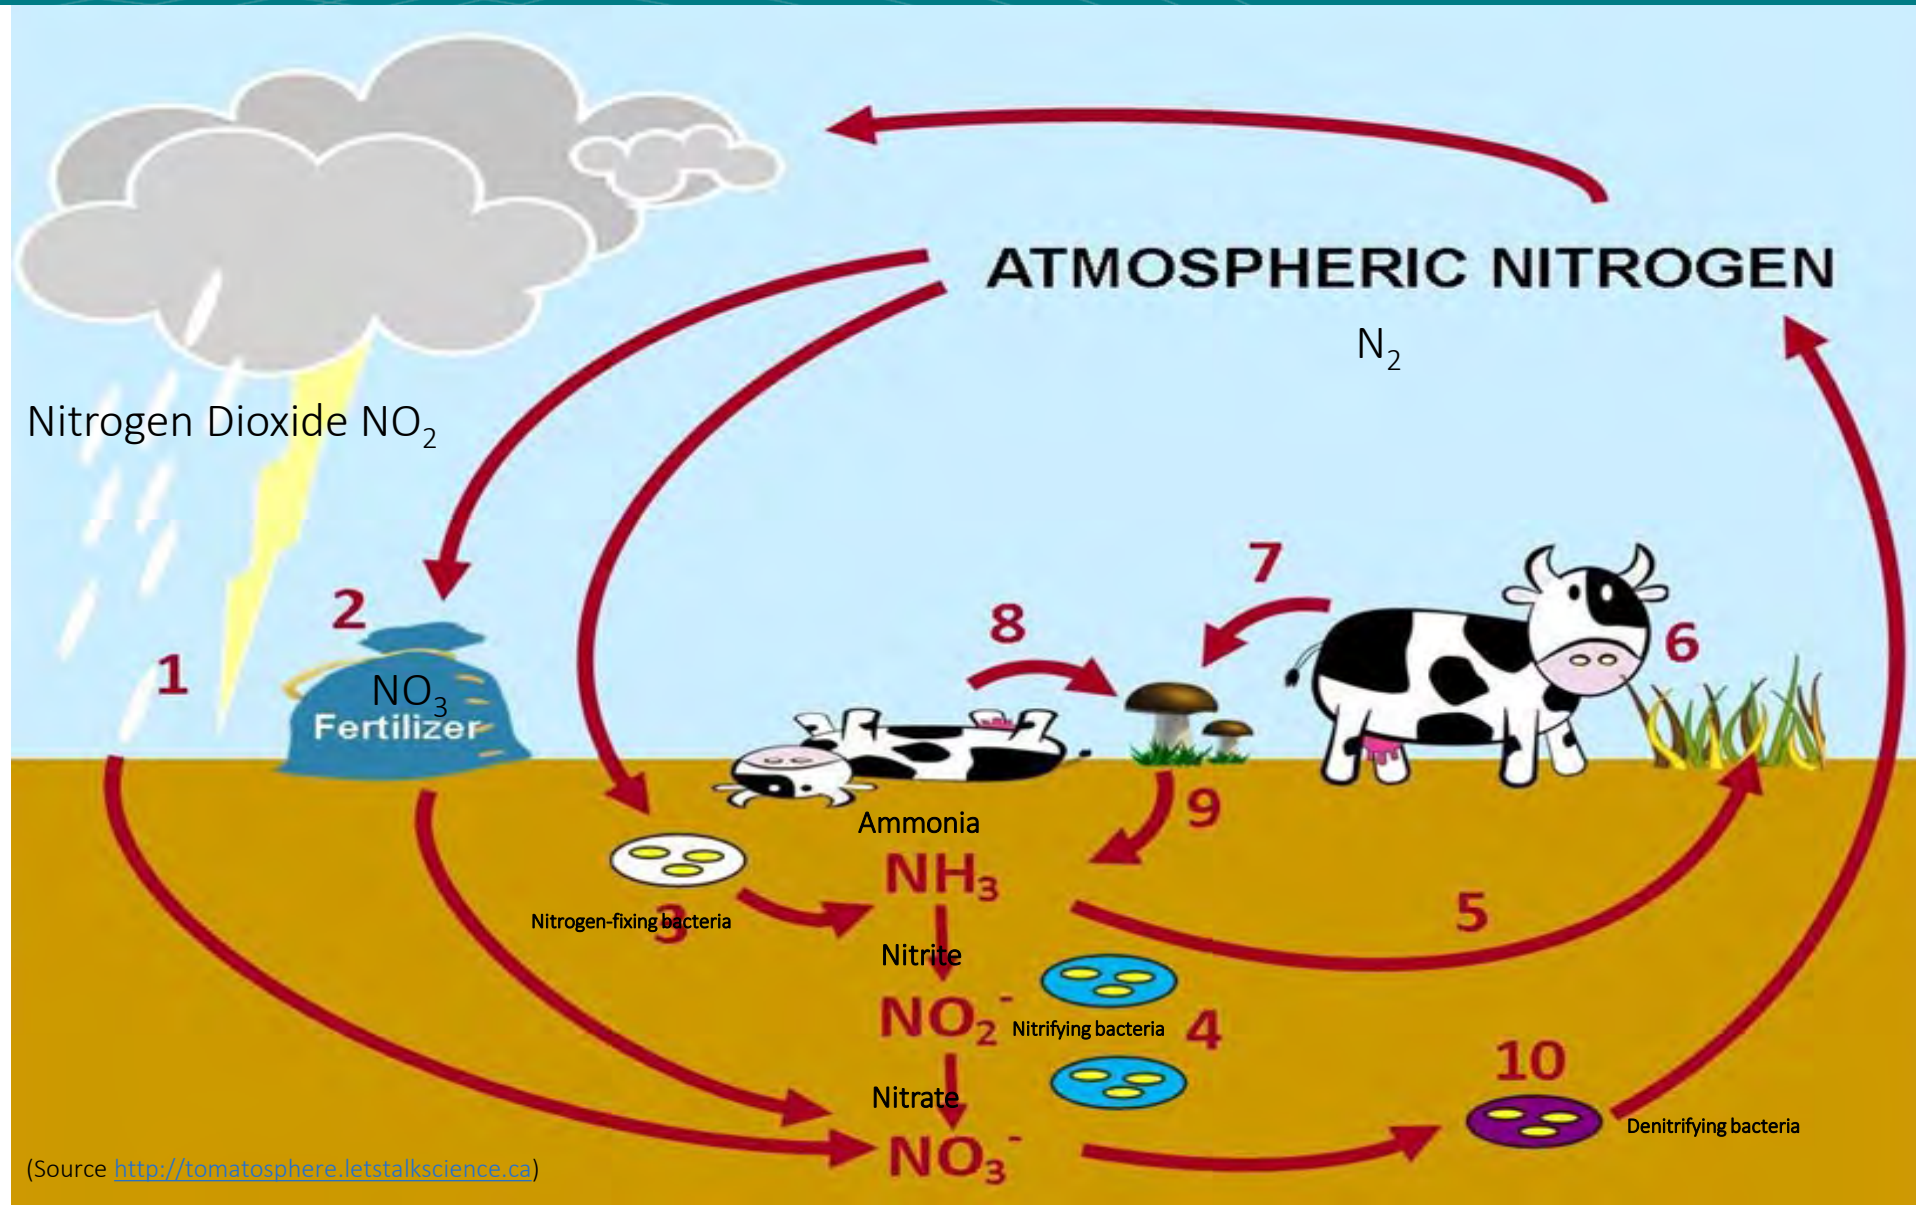 ATMOSPHERIC NITROGEN
N₂
Nitrogen Dioxide NO₂
7
2
8
6
1
NO₃
Fertilizer
9
Ammonia
NH₃
5
Nitrogen-fixing bacteria
3
Nitrite
NO₂⁻
Nitrifying bacteria
4
10
Nitrate
Denitrifying bacteria
NO₃⁻
(Source http://tomatosphere.letstalkscience.ca)